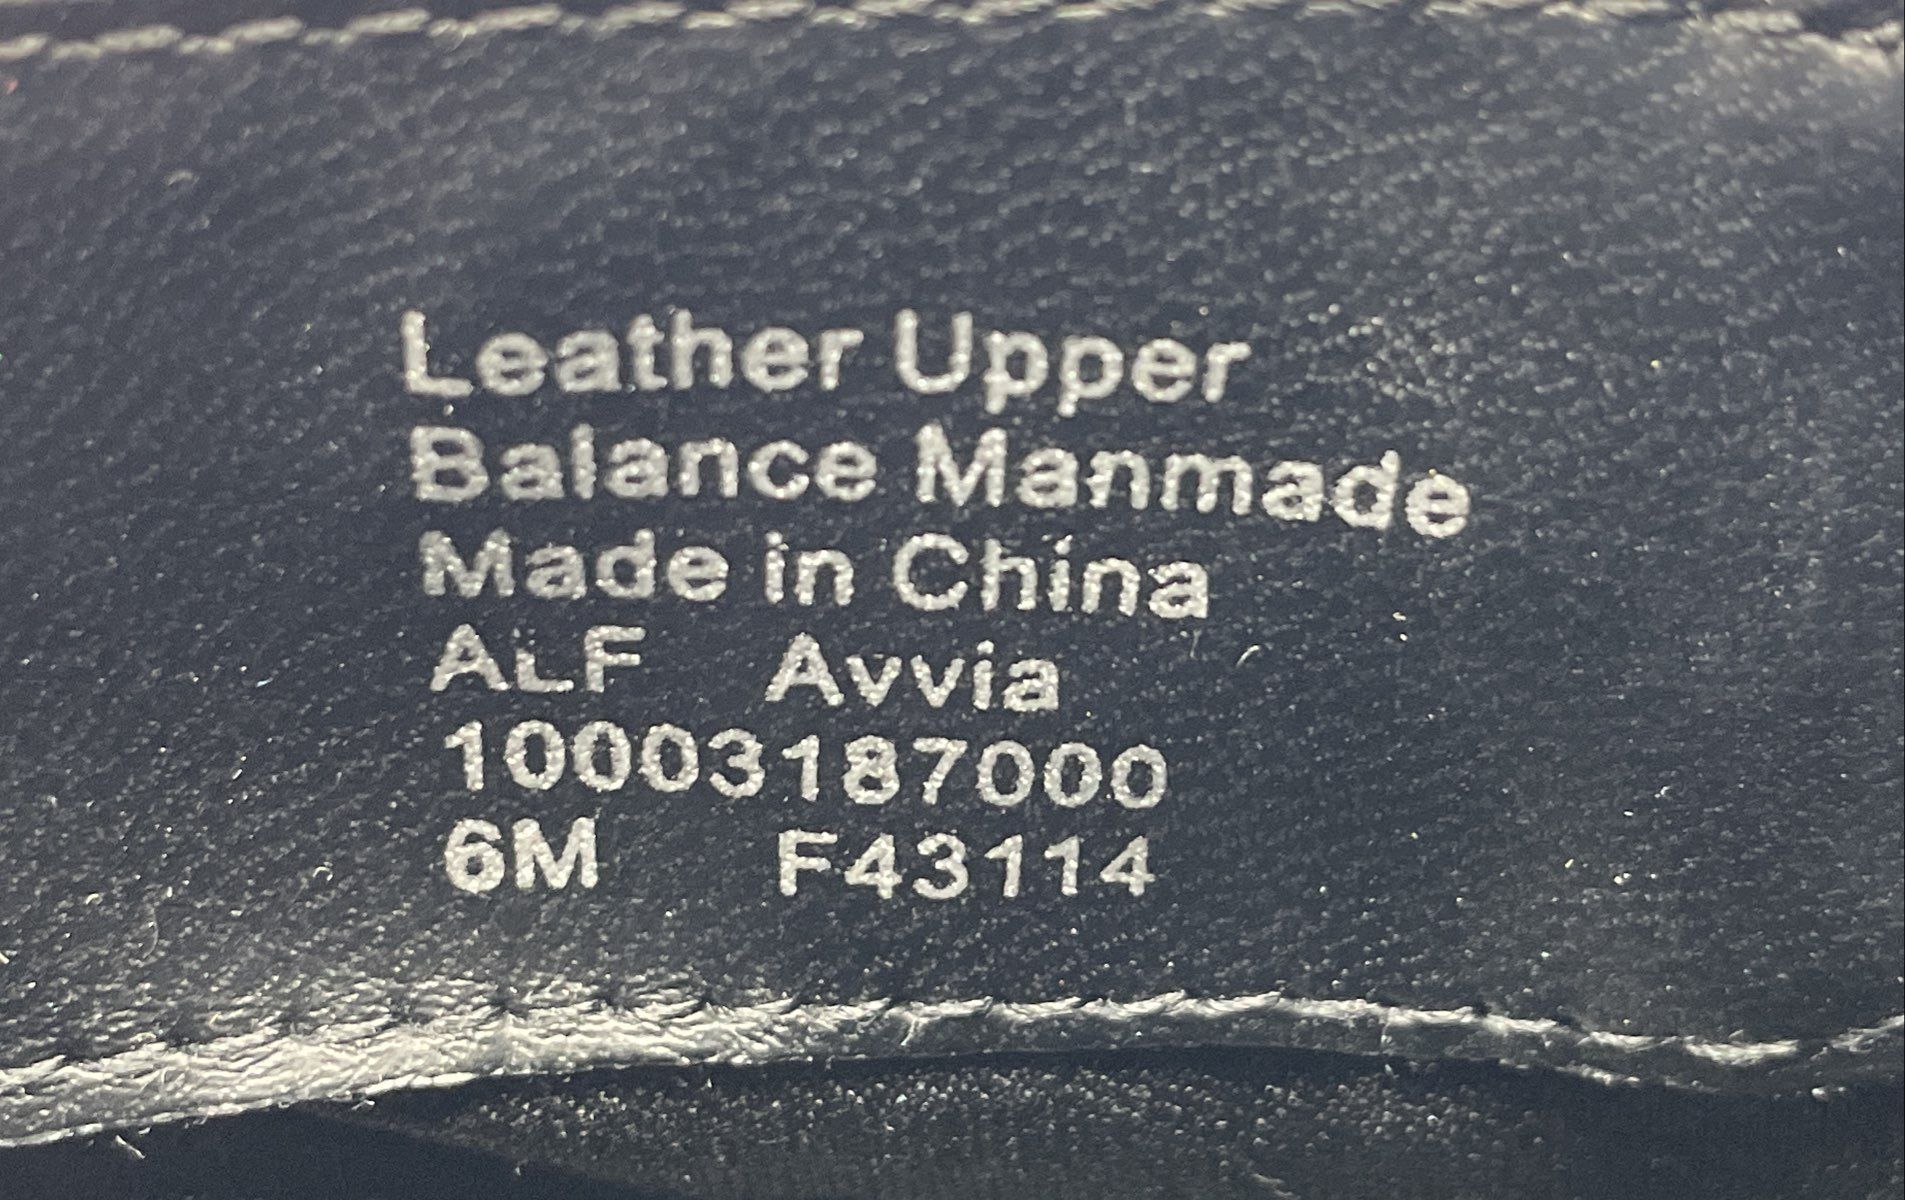 Leather Upper
Balance Manmade
Made in China
ALF Avvia
10003187000
6M F43114